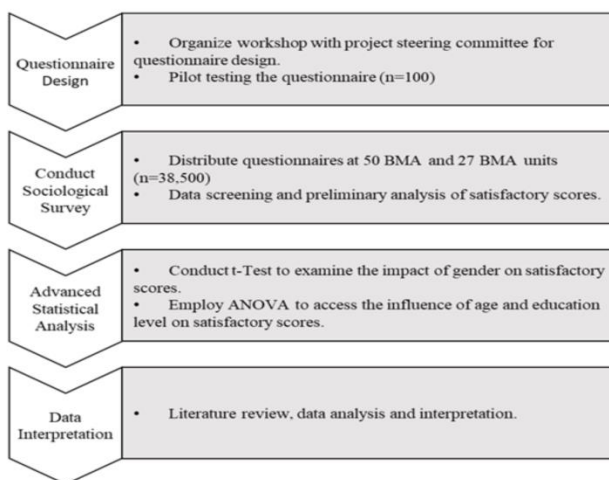 Questionnaire
Design
• Organize workshop with project steering committee for
questionnaire design.
• Pilot testing the questionnaire (n=100)
Conduct
Sociological
Survey
• Distribute questionnaires at 50 BMA and 27 BMA units
(n=38,500)
• Data screening and preliminary analysis of satisfactory scores.
Advanced
Statistical
Analysis
• Conduct t-Test to examine the impact of gender on satisfactory
scores.
• Employ ANOVA to access the influence of age and education
level on satisfactory scores.
Data
Interpretation
• Literature review, data analysis and interpretation.